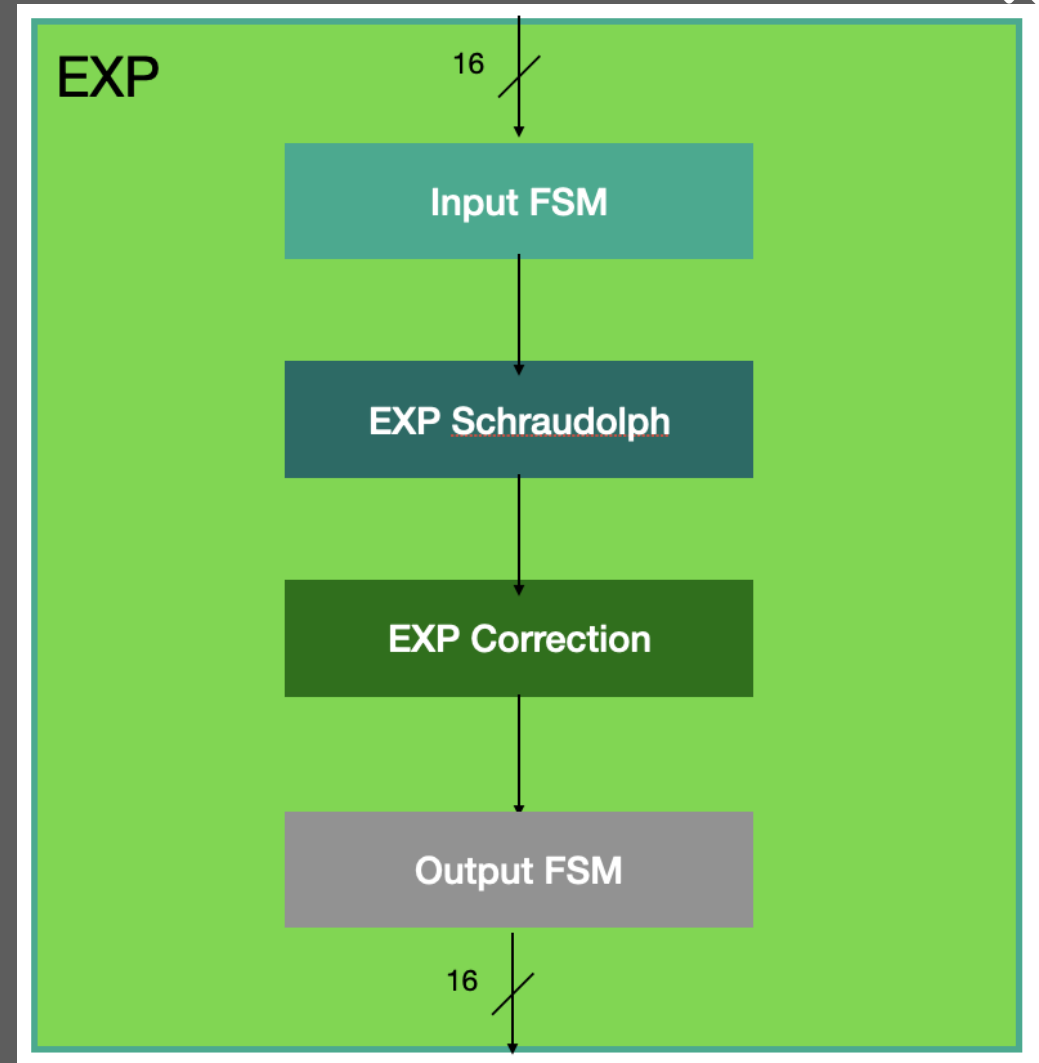 EXP
16
Input FSM
EXP Schraudolph
EXP Correction
Output FSM
16